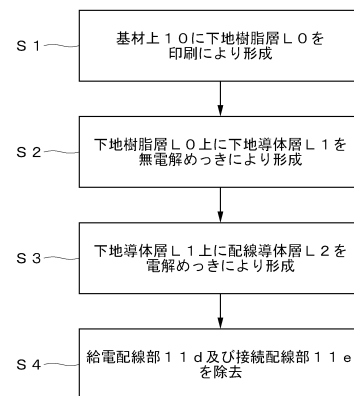 S1
基材上10に下地樹脂層L0を
印刷により形成
S2
下地樹脂層L0上に下地導体層L1を
無電解めっきにより形成
S3
下地導体層L1上に配線導体層L2を
電解めっきにより形成
S4
給電配線部11d及び接続配線部11e
を除去